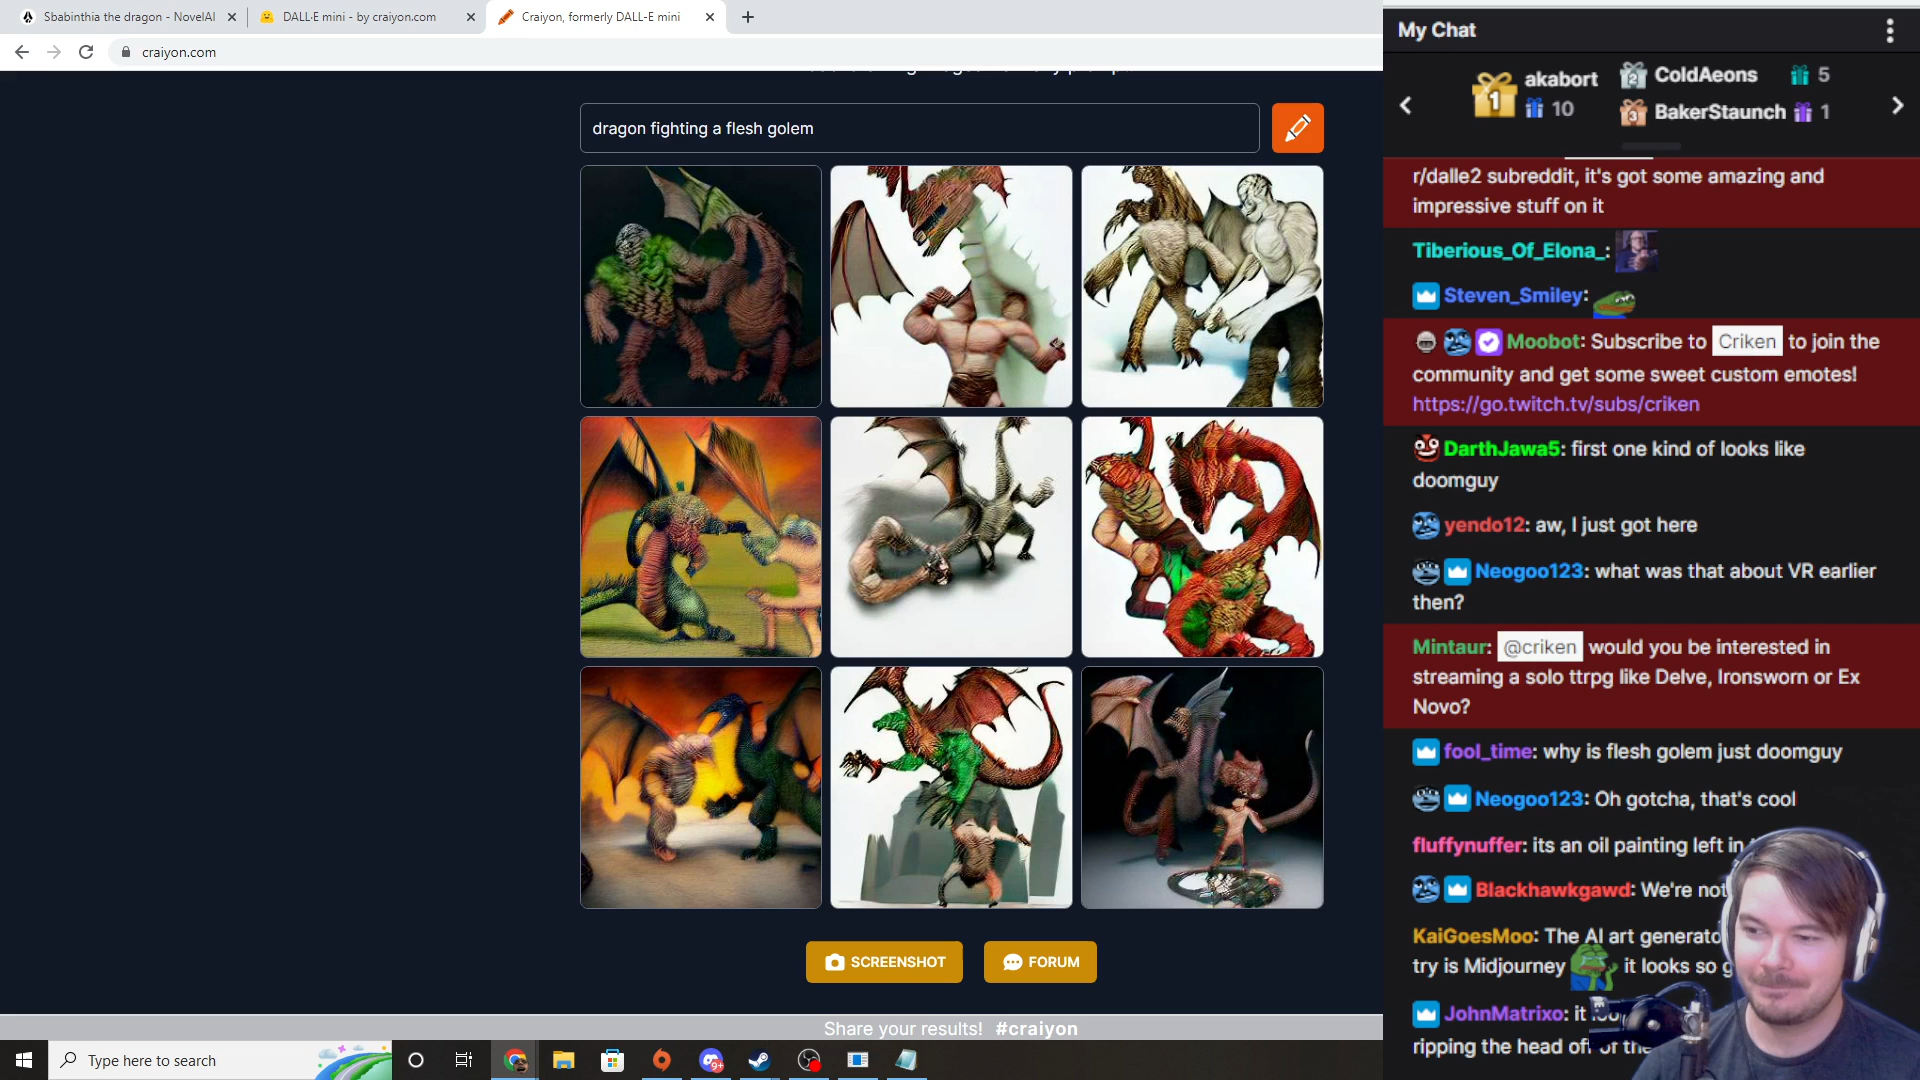 Sbabinthia the dragon - NovelAI
DALL·E mini - by craiyon.com
Craiyon, formerly DALL-E mini
craiyon.com
dragon fighting a flesh golem
SCREENSHOT
FORUM
Share your results! #craiyon
Type here to search
9+
My Chat
1
akabort
10
2
ColdAeons
5
3
BakerStaunch
1
r/dalle2 subreddit, it's got some amazing and
impressive stuff on it
Tiberious_Of_Elona_:
Steven_Smiley:
Moobot: Subscribe to Criken to join the
community and get some sweet custom emotes!
https://go.twitch.tv/subs/criken
DarthJawa5: first one kind of looks like
doomguy
yendo12: aw, I just got here
Neogoo123: what was that about VR earlier
then?
Mintaur: @criken would you be interested in
streaming a solo ttrpg like Delve, Ironsworn or Ex
Novo?
fool_time: why is flesh golem just doomguy
Neogoo123: Oh gotcha, that's cool
fluffynuffer: its an oil painting left in
Blackhawkgawd: We're not
KaiGoesMoo: The AI art generato
try is Midjourney it looks so g
JohnMatrixo: it
ripping the head off of the